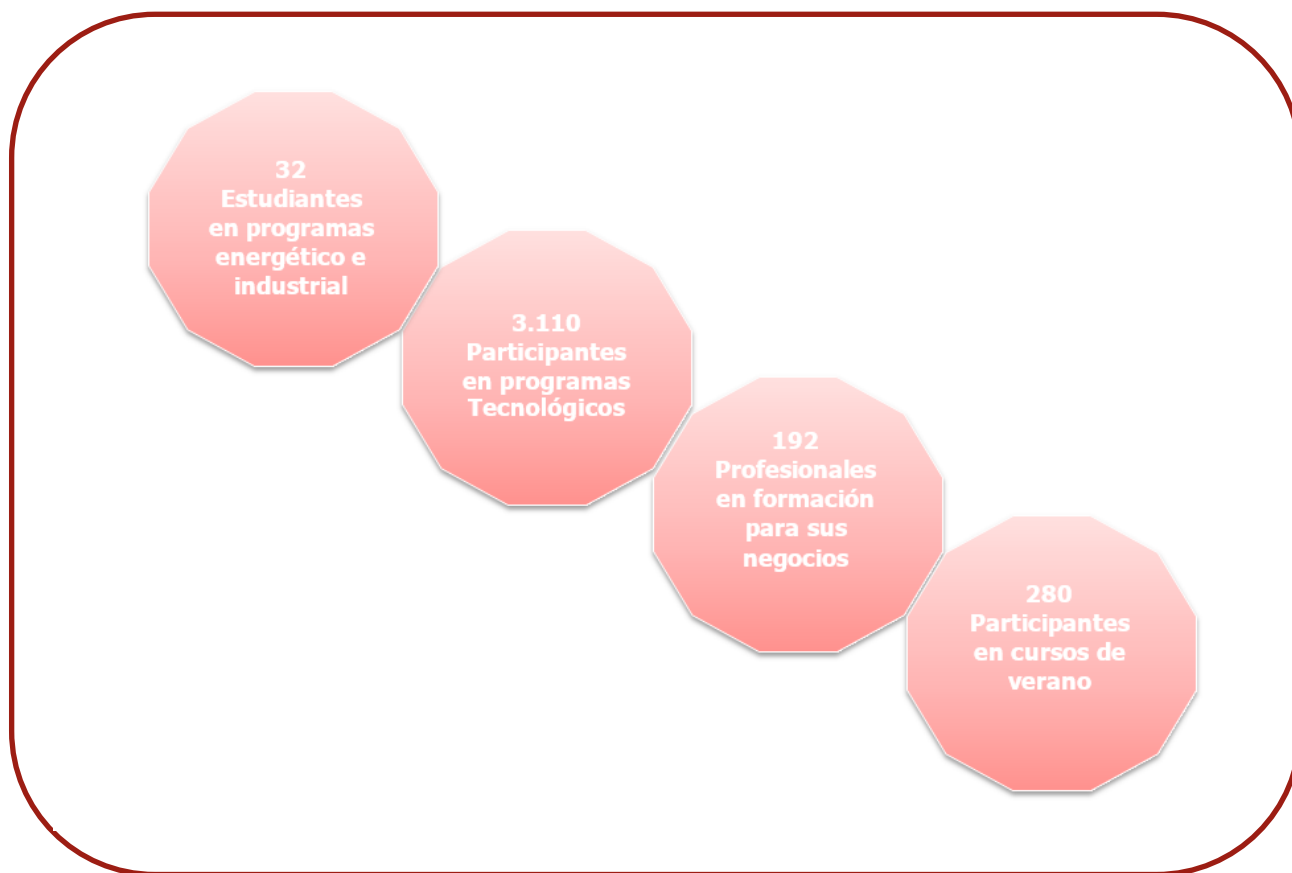 32
Estudiantes
en programas
energético e
industrial
3.110
Participantes
en programas
Tecnológicos
192
Profesionales
en formación
para sus
negocios
280
Participantes
en cursos de
verano